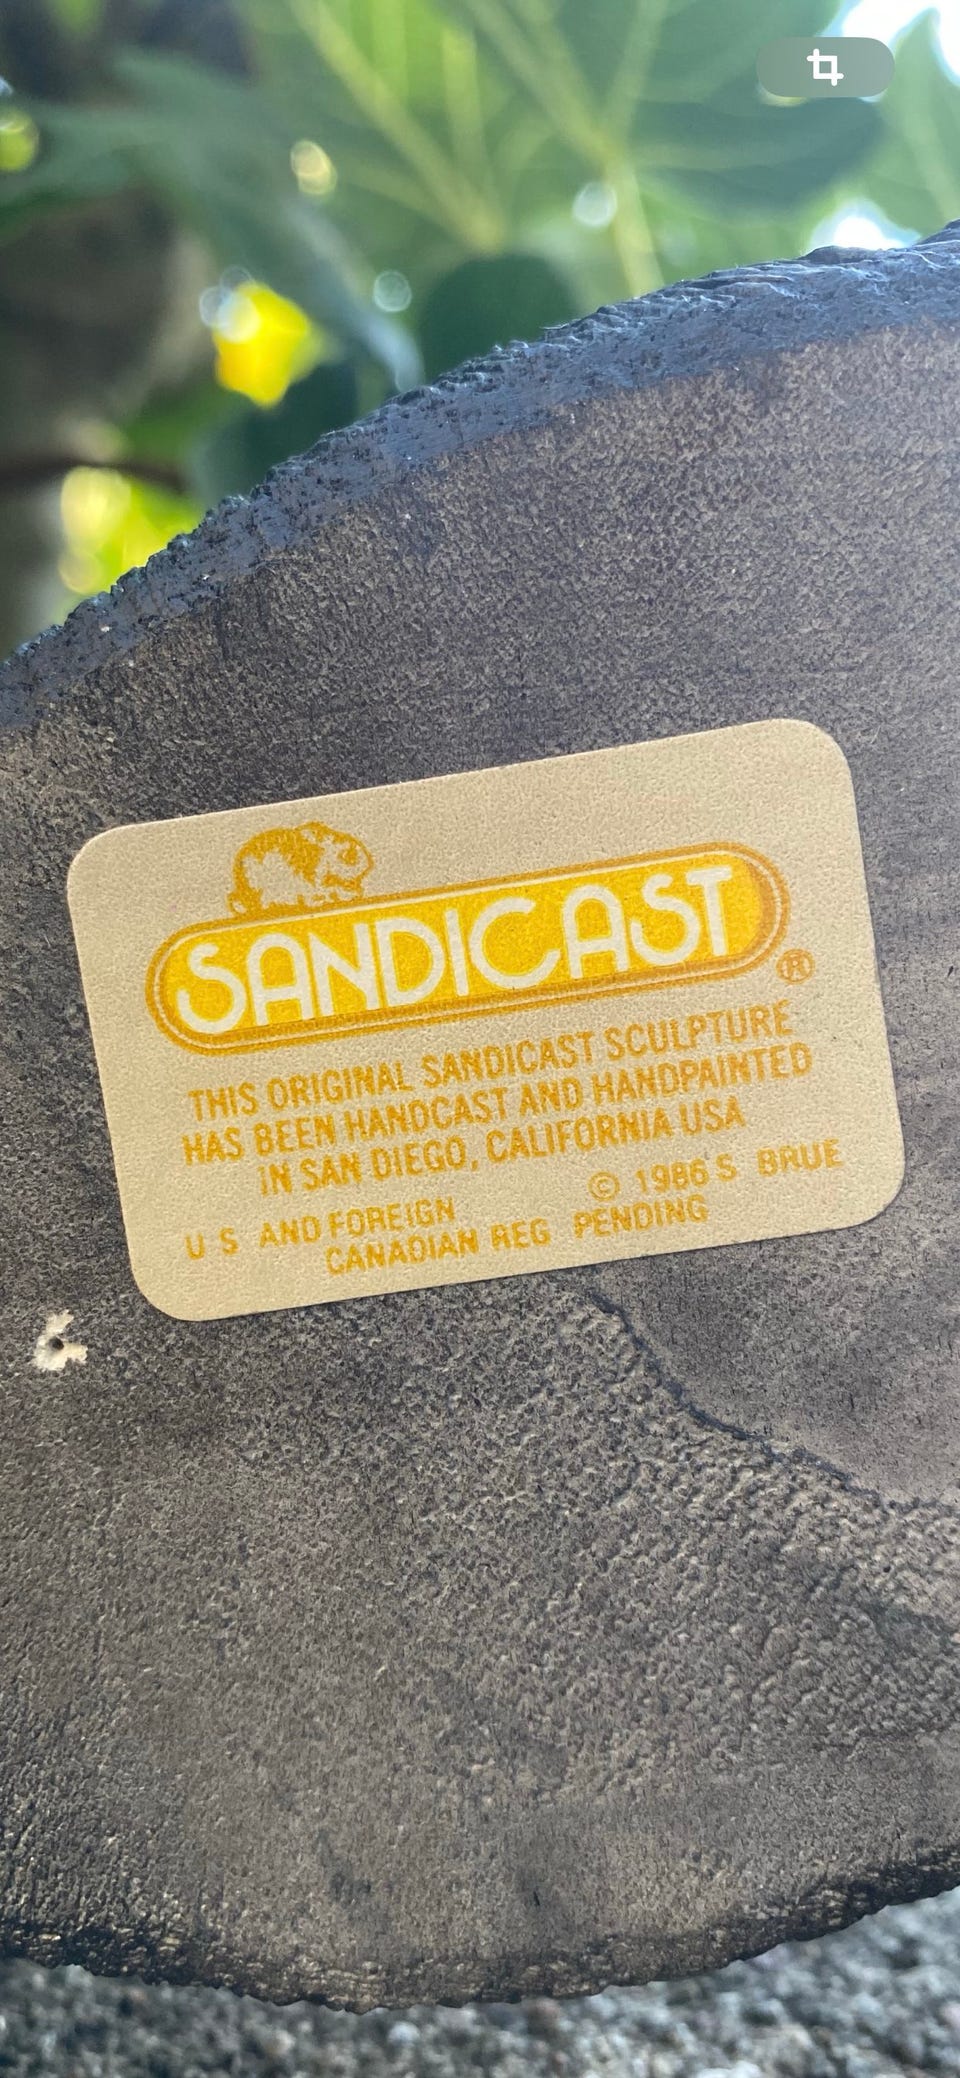 SANDICAST
®
THIS ORIGINAL SANDICAST SCULPTURE
HAS BEEN HANDCAST AND HANDPAINTED
IN SAN DIEGO, CALIFORNIA USA
© 1986 S BRUE
U S AND FOREIGN
CANADIAN REG PENDING